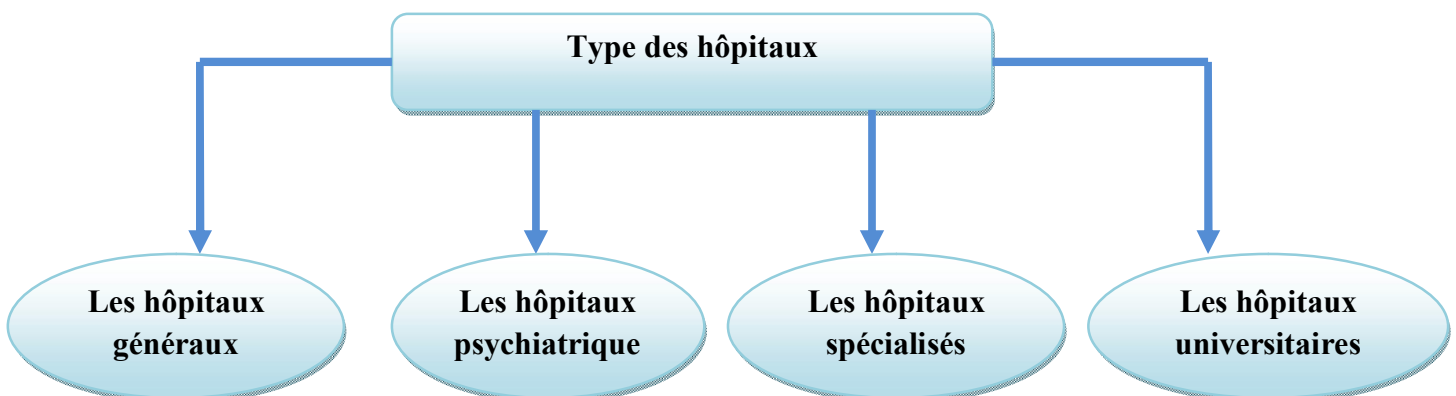 Type des hôpitaux
Les hôpitaux
généraux
Les hôpitaux
psychiatrique
Les hôpitaux
spécialisés
Les hôpitaux
universitaires